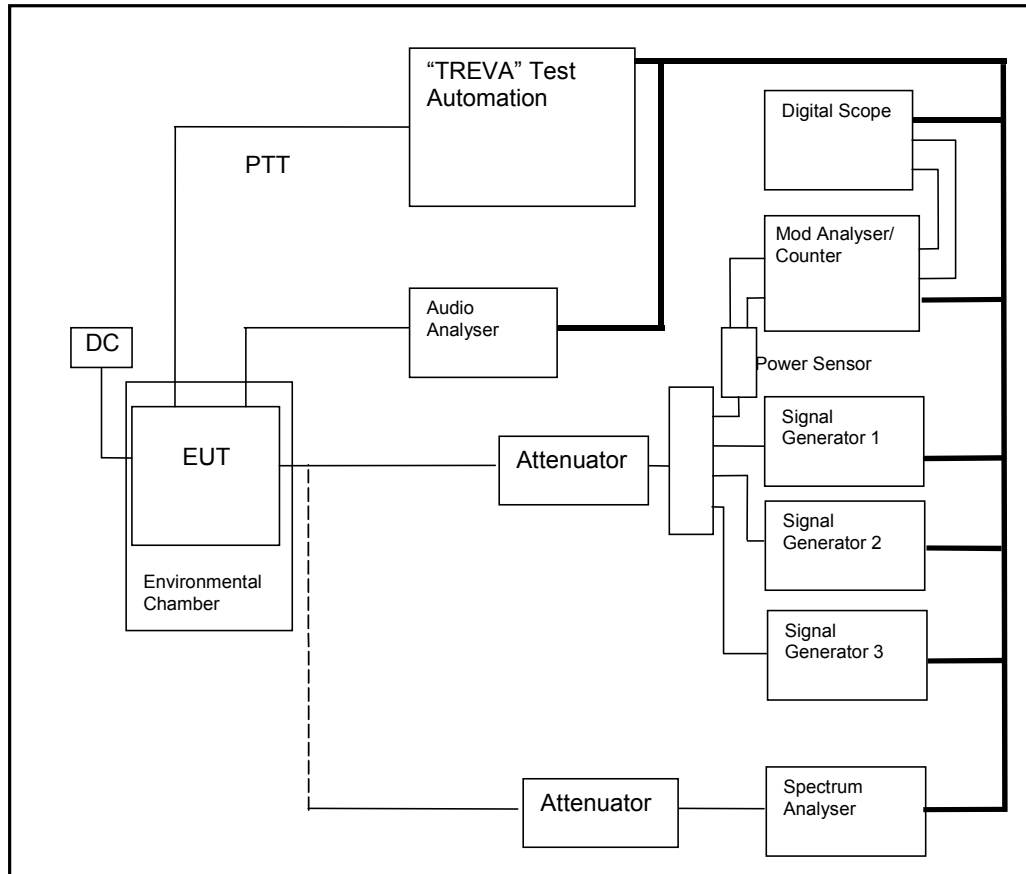 “TREVA” Test
Automation
Digital Scope
PTT
Mod Analyser/
Counter
Audio
Analyser
DC
Power Sensor
Signal
Generator 1
EUT
Attenuator
Signal
Generator 2
Environmental
Chamber
Signal
Generator 3
Attenuator
Spectrum
Analyser